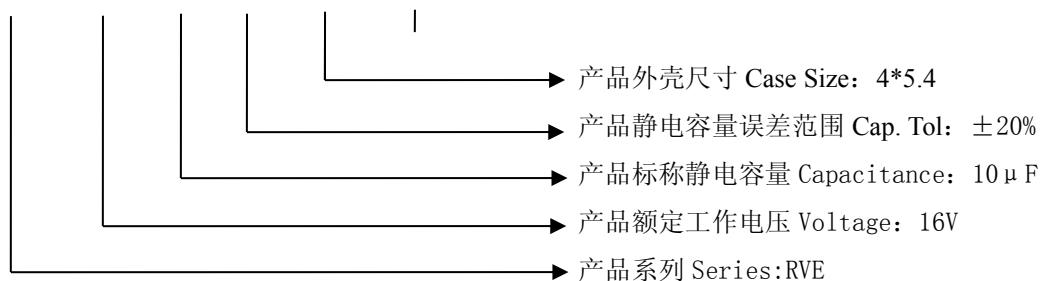 产品外壳尺寸 Case Size：4*5.4
产品静电容量误差范围 Cap. Tol：±20%
产品标称静电容量 Capacitance：10μF
产品额定工作电压 Voltage：16V
产品系列 Series:RVE